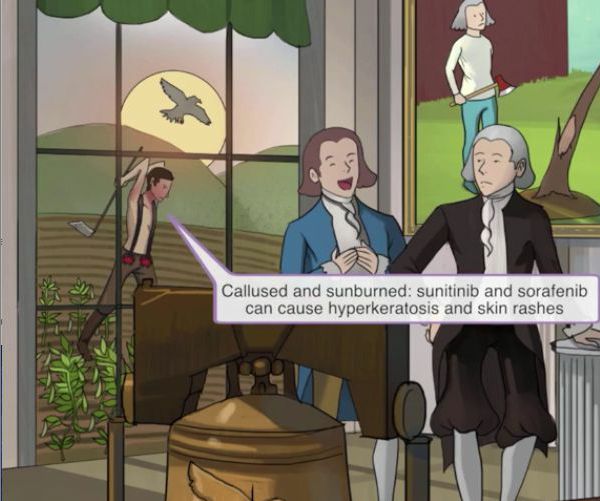 Callused and sunburned: sunitinib and sorafenib
can cause hyperkeratosis and skin rashes